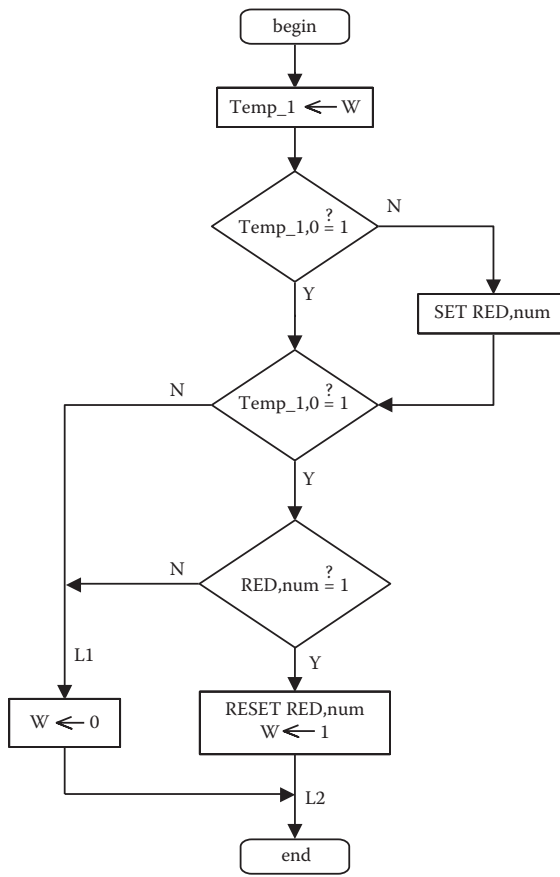 begin
Temp_1 ← W
Temp_1,0 ≟ 1
N
Y
SET RED,num
Temp_1,0 ≟ 1
N
Y
RED,num ≟ 1
N
Y
L1
RESET RED,num
W ← 1
W ← 0
L2
end